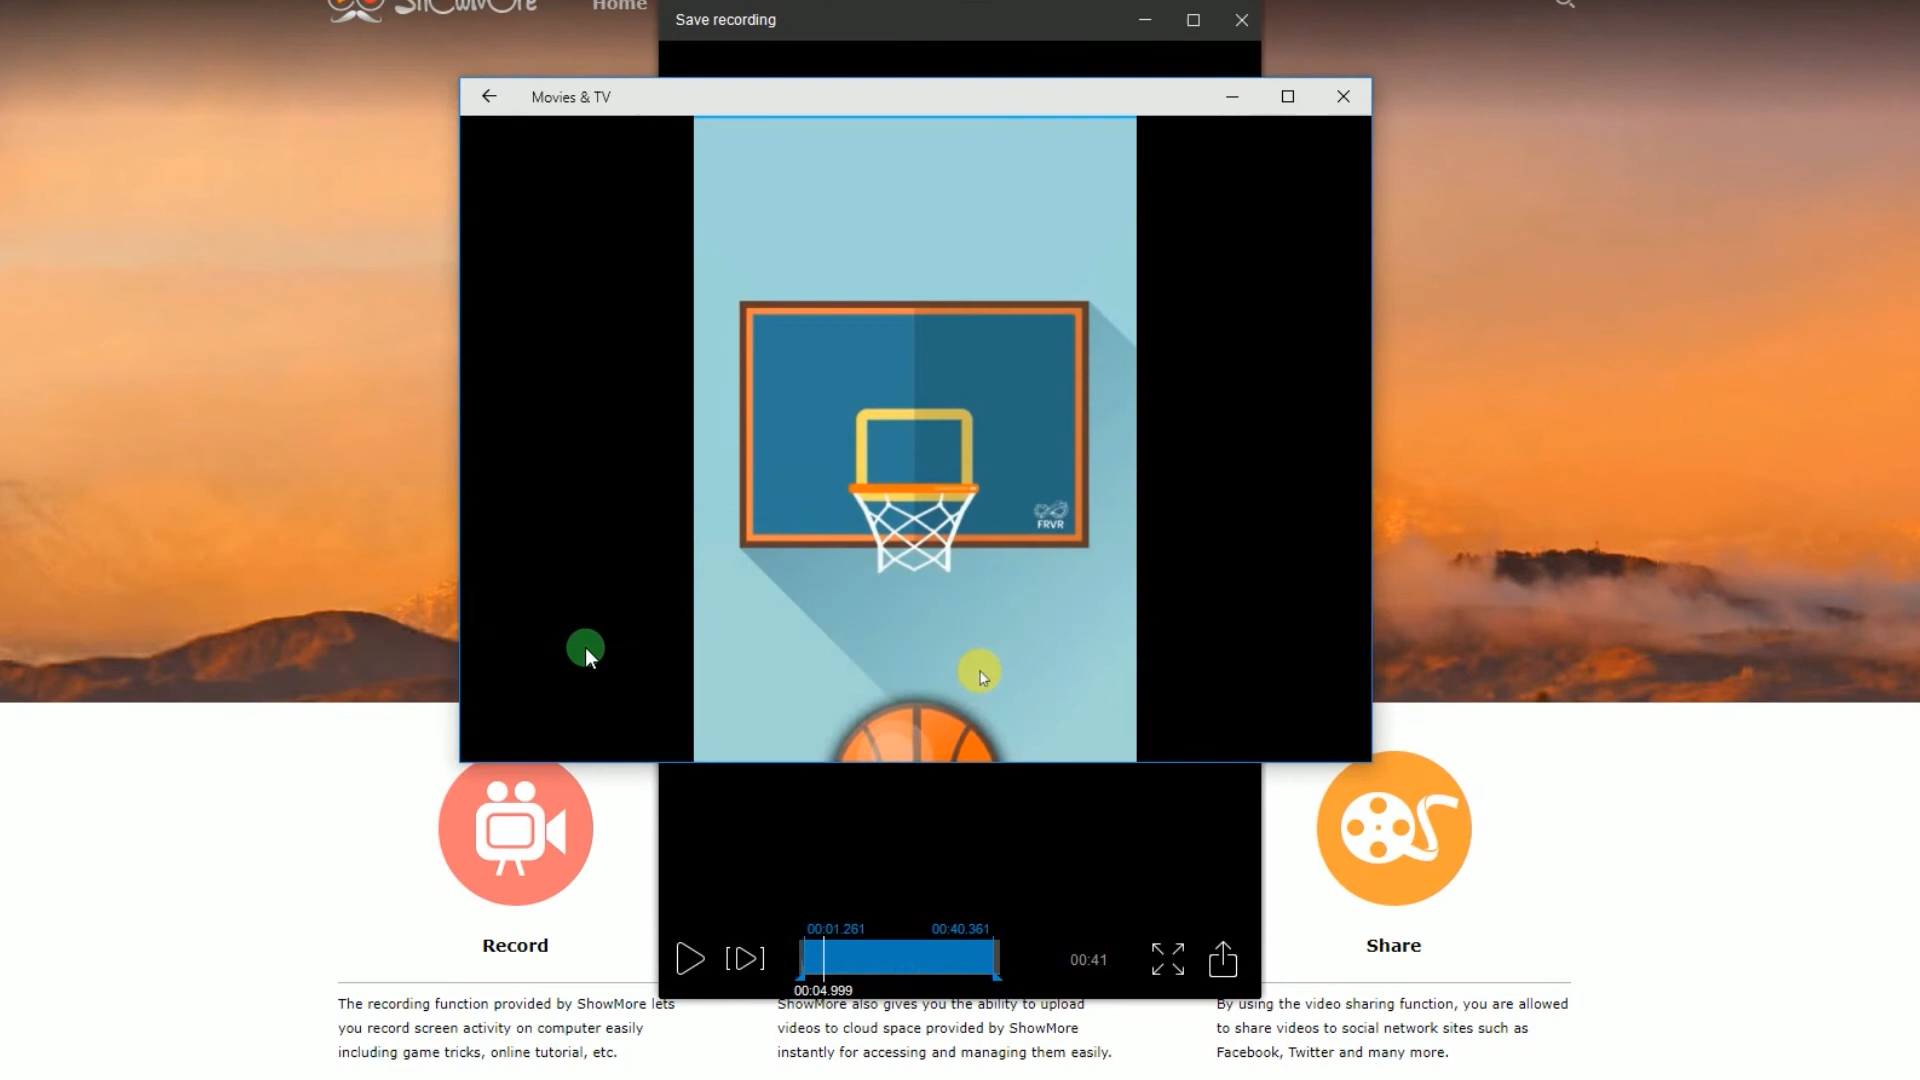 ShowMore
Home
Save recording
Movies & TV
FRVR
00:01.261
00:40.361
00:41
00:04.999
Record
Share
The recording function provided by ShowMore lets
you record screen activity on computer easily
including game tricks, online tutorial, etc.
ShowMore also gives you the ability to upload
videos to cloud space provided by ShowMore
instantly for accessing and managing them easily.
By using the video sharing function, you are allowed
to share videos to social network sites such as
Facebook, Twitter and many more.